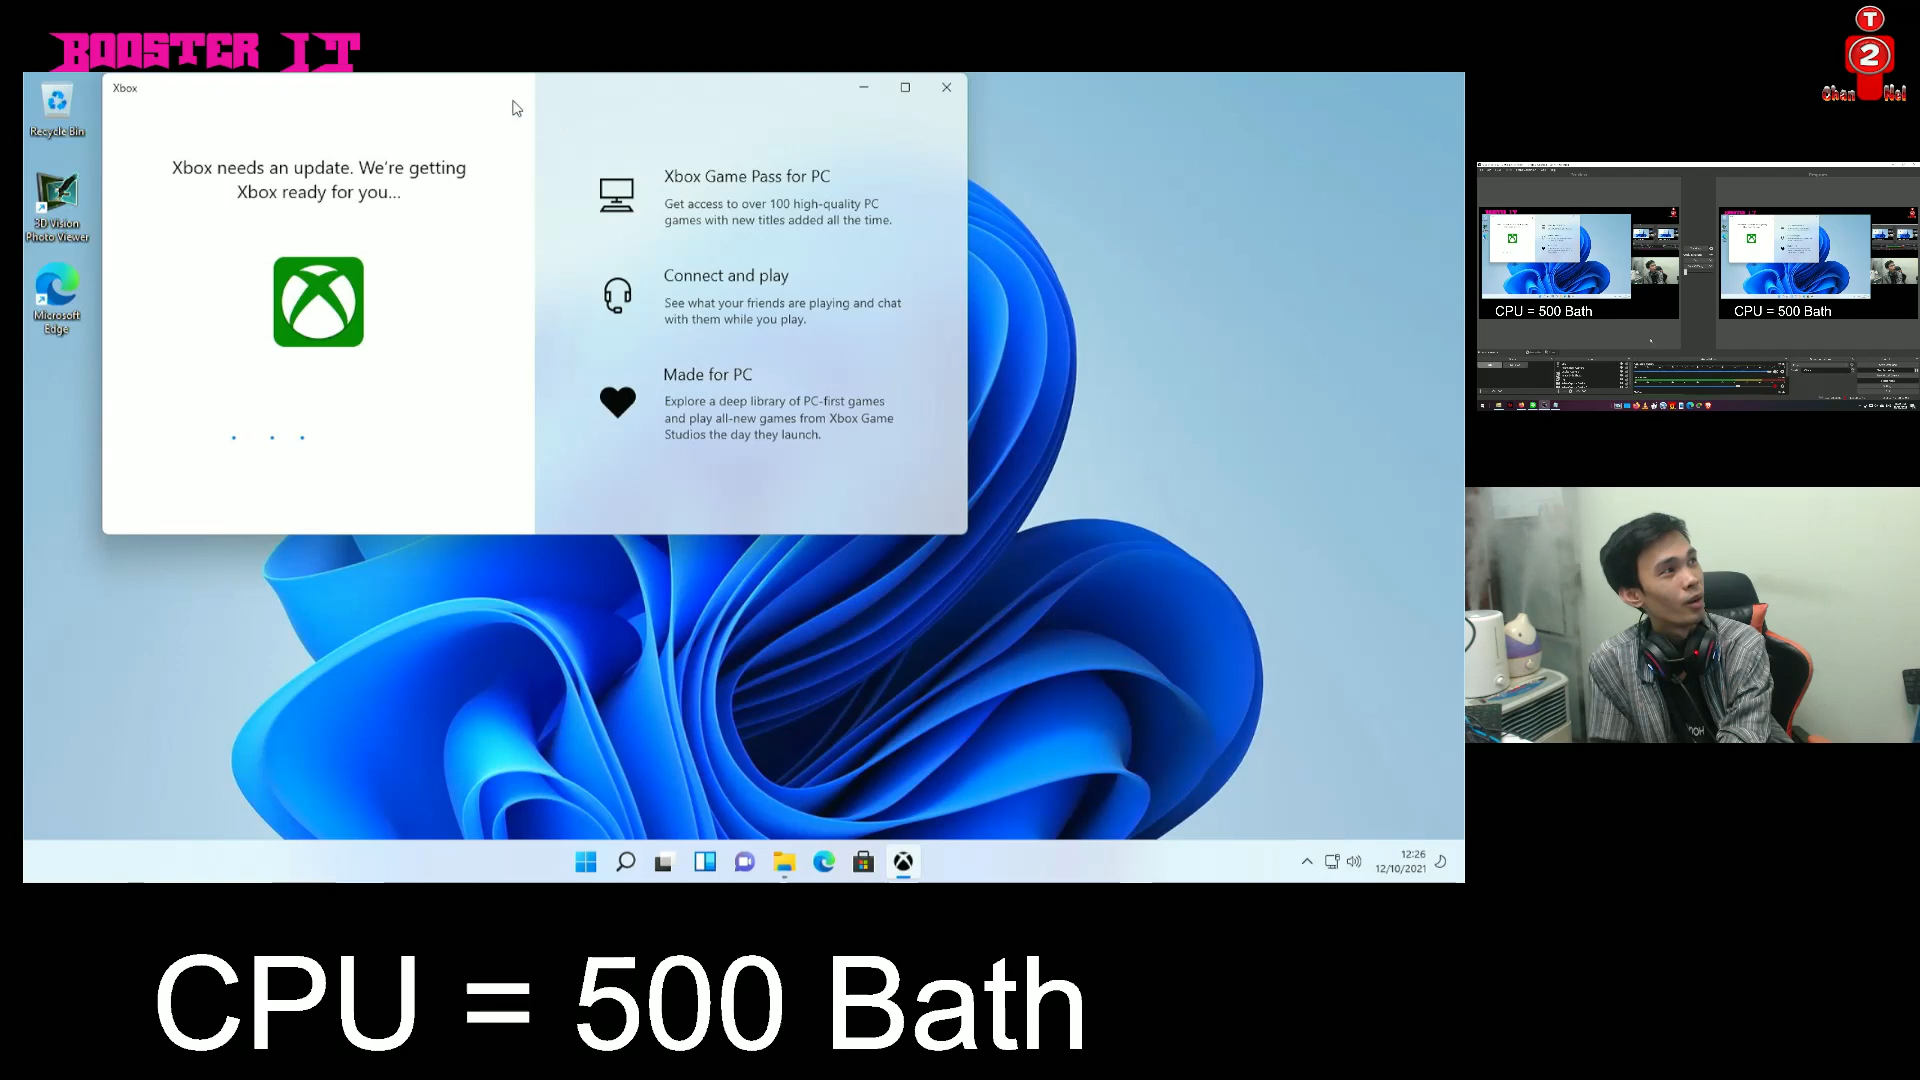 BOOSTER IT
T
2
Chan Nel
Xbox
Recycle Bin
3D Vision
Photo Viewer
Microsoft
Edge
Xbox needs an update. We're getting
Xbox ready for you...
Xbox Game Pass for PC
Get access to over 100 high-quality PC
games with new titles added all the time.
Connect and play
See what your friends are playing and chat
with them while you play.
Made for PC
Explore a deep library of PC-first games
and play all-new games from Xbox Game
Studios the day they launch.
12:26
12/10/2021
CPU = 500 Bath
CPU = 500 Bath
CPU = 500 Bath